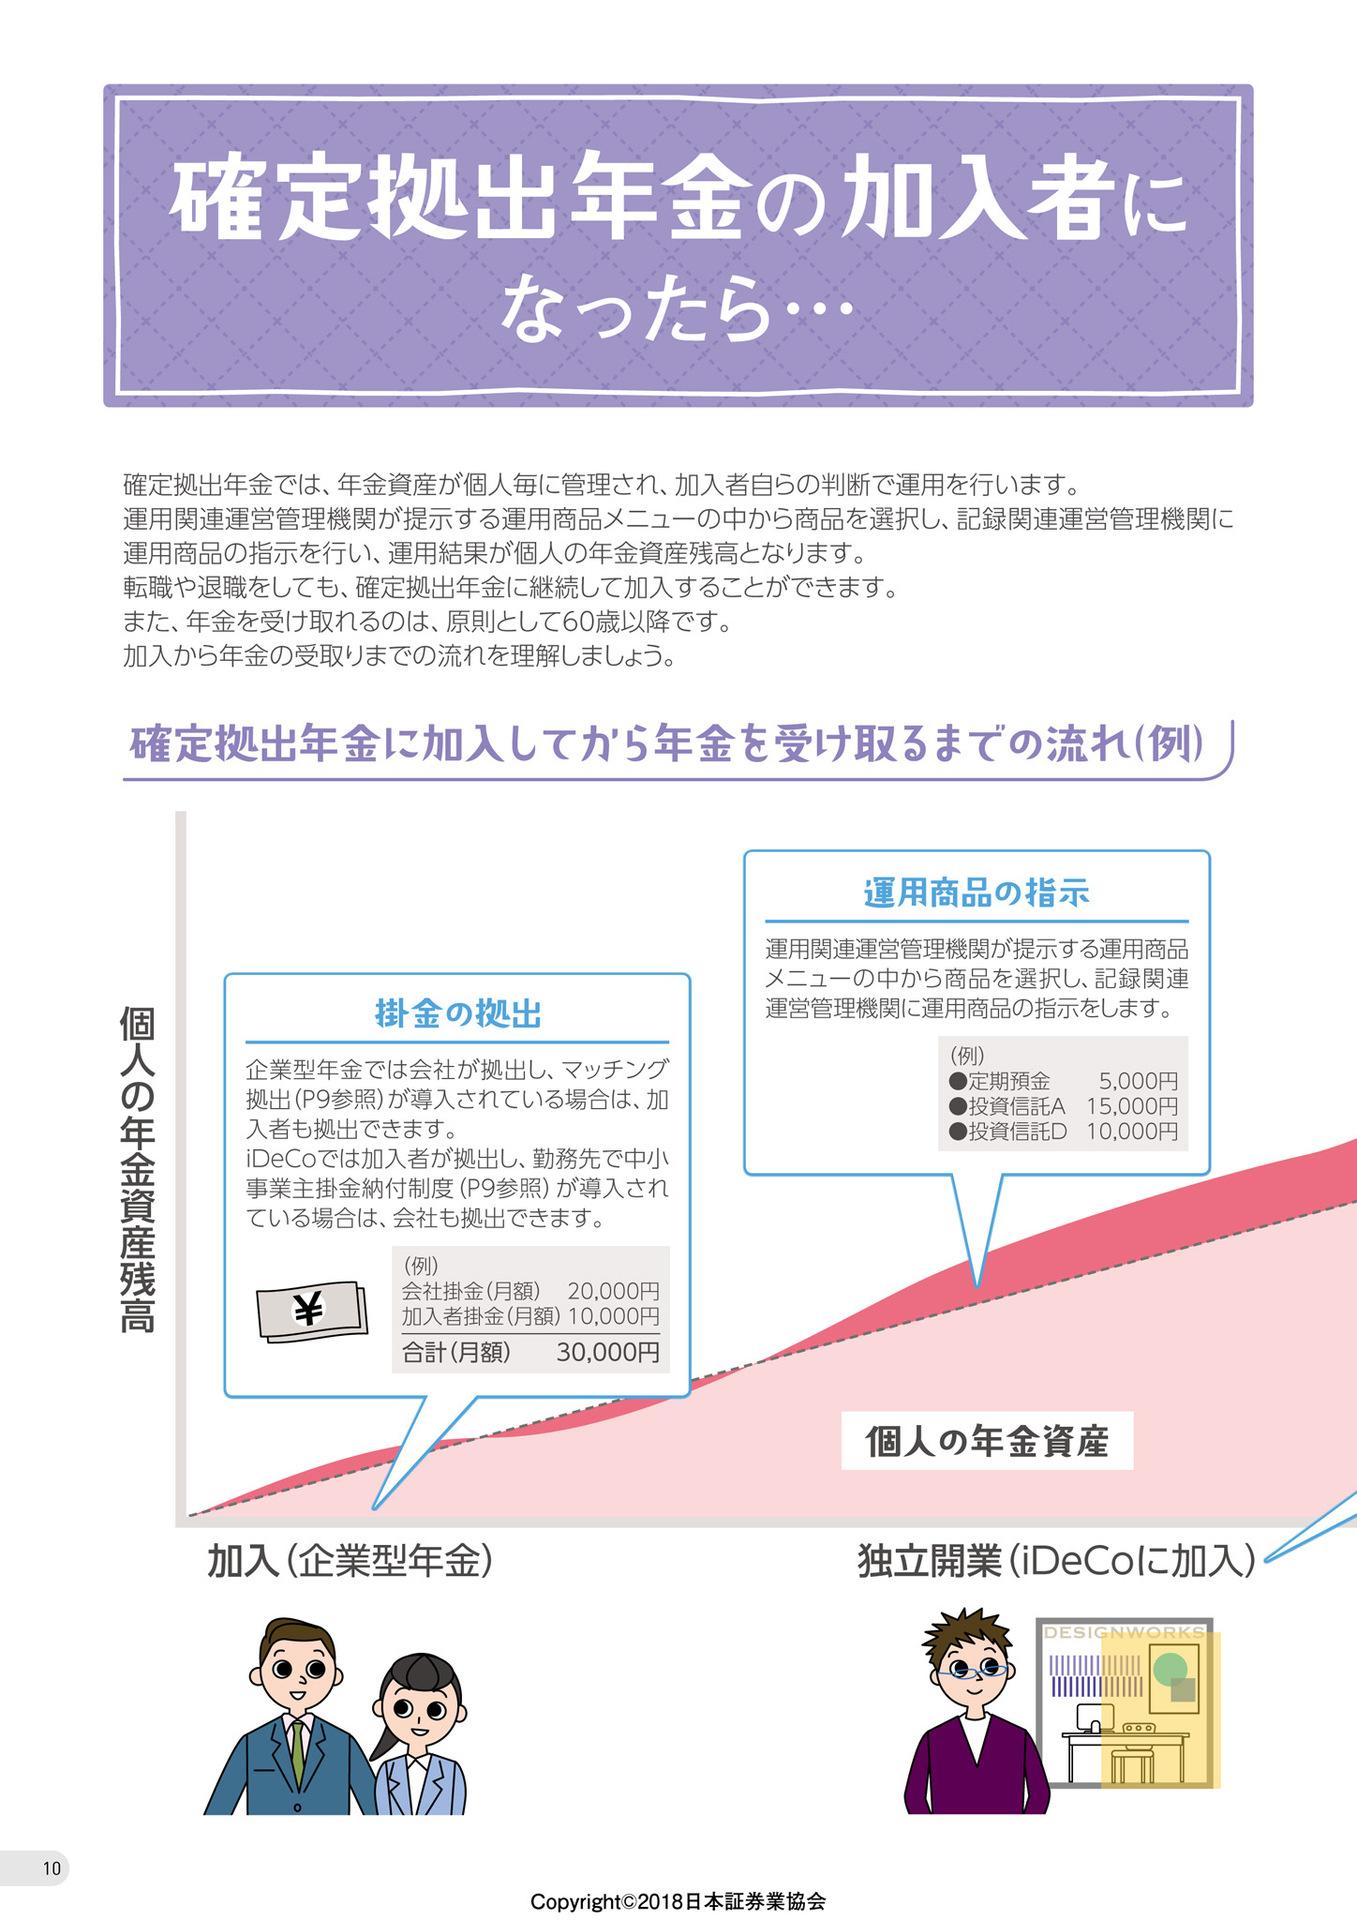 確定拠出年金の加入者に
なったら…
確定拠出年金では、年金資産が個人毎に管理され、加入者自らの判断で運用を行います。
運用関連運営管理機関が提示する運用商品メニューの中から商品を選択し、記録関連運営管理機関に
運用商品の指示を行い、運用結果が個人の年金資産残高となります。
転職や退職をしても、確定拠出年金に継続して加入することができます。
また、年金を受け取れるのは、原則として60歳以降です。
加入から年金の受取りまでの流れを理解しましょう。
確定拠出年金に加入してから年金を受け取るまでの流れ(例)
個人の年金資産残高
掛金の拠出
企業型年金では会社が拠出し、マッチング
拠出(P9参照)が導入されている場合は、加
入者も拠出できます。
iDeCoでは加入者が拠出し、勤務先で中小
事業主掛金納付制度(P9参照)が導入され
ている場合は、会社も拠出できます。
¥
(例)
会社掛金(月額) 20,000円
加入者掛金(月額) 10,000円
合計(月額) 30,000円
運用商品の指示
運用関連運営管理機関が提示する運用商品
メニューの中から商品を選択し、記録関連
運営管理機関に運用商品の指示をします。
(例)
●定期預金 5,000円
●投資信託A 15,000円
●投資信託D 10,000円
個人の年金資産
加入(企業型年金)
独立開業(iDeCoに加入)
DESIGNWORKS
10
Copyright©2018日本証券業協会